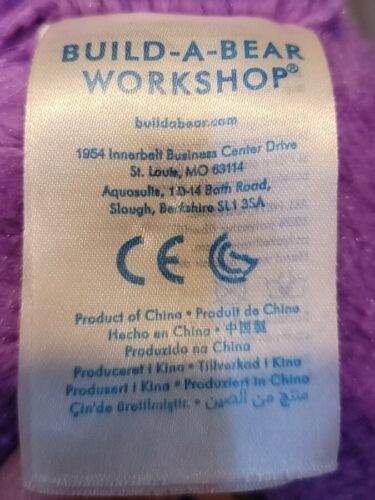 BUILD-A-BEAR
WORKSHOP®
buildabear.com
1954 Innerbelt Business Center Drive
St. Louis, MO 63114
Aquasulis, 10-14 Bath Road,
Slough, Berkshire SL1 3SA
CE
Product of China • Produit de Chine
Hecho en China • 中国製
Produzido na China
Produceret i Kina • Tillverkad i Kina
Produsert i Kina • Produziert in China
Çin'de Üretilmiştir. • منتج من الصين